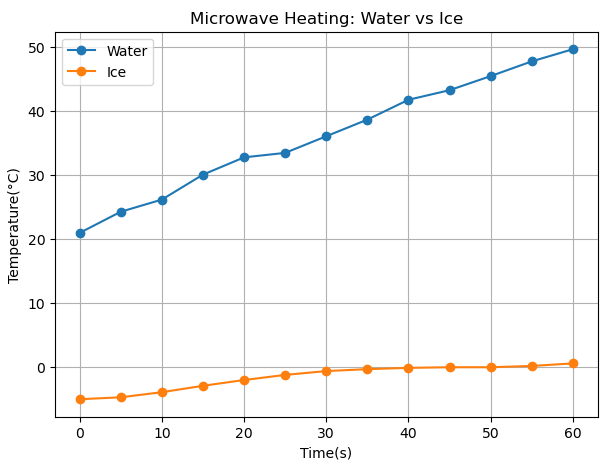 Microwave Heating: Water vs Ice
Water
Ice
Temperature(°C)
50
40
30
20
10
0
0 10 20 30 40 50 60
Time(s)